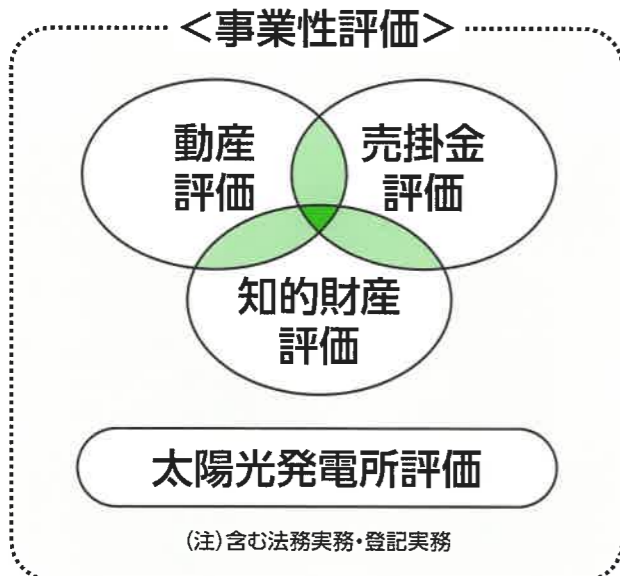 ＜事業性評価＞
動産
評価
売掛金
評価
知的財産
評価
太陽光発電所評価
(注)含む法務実務・登記実務